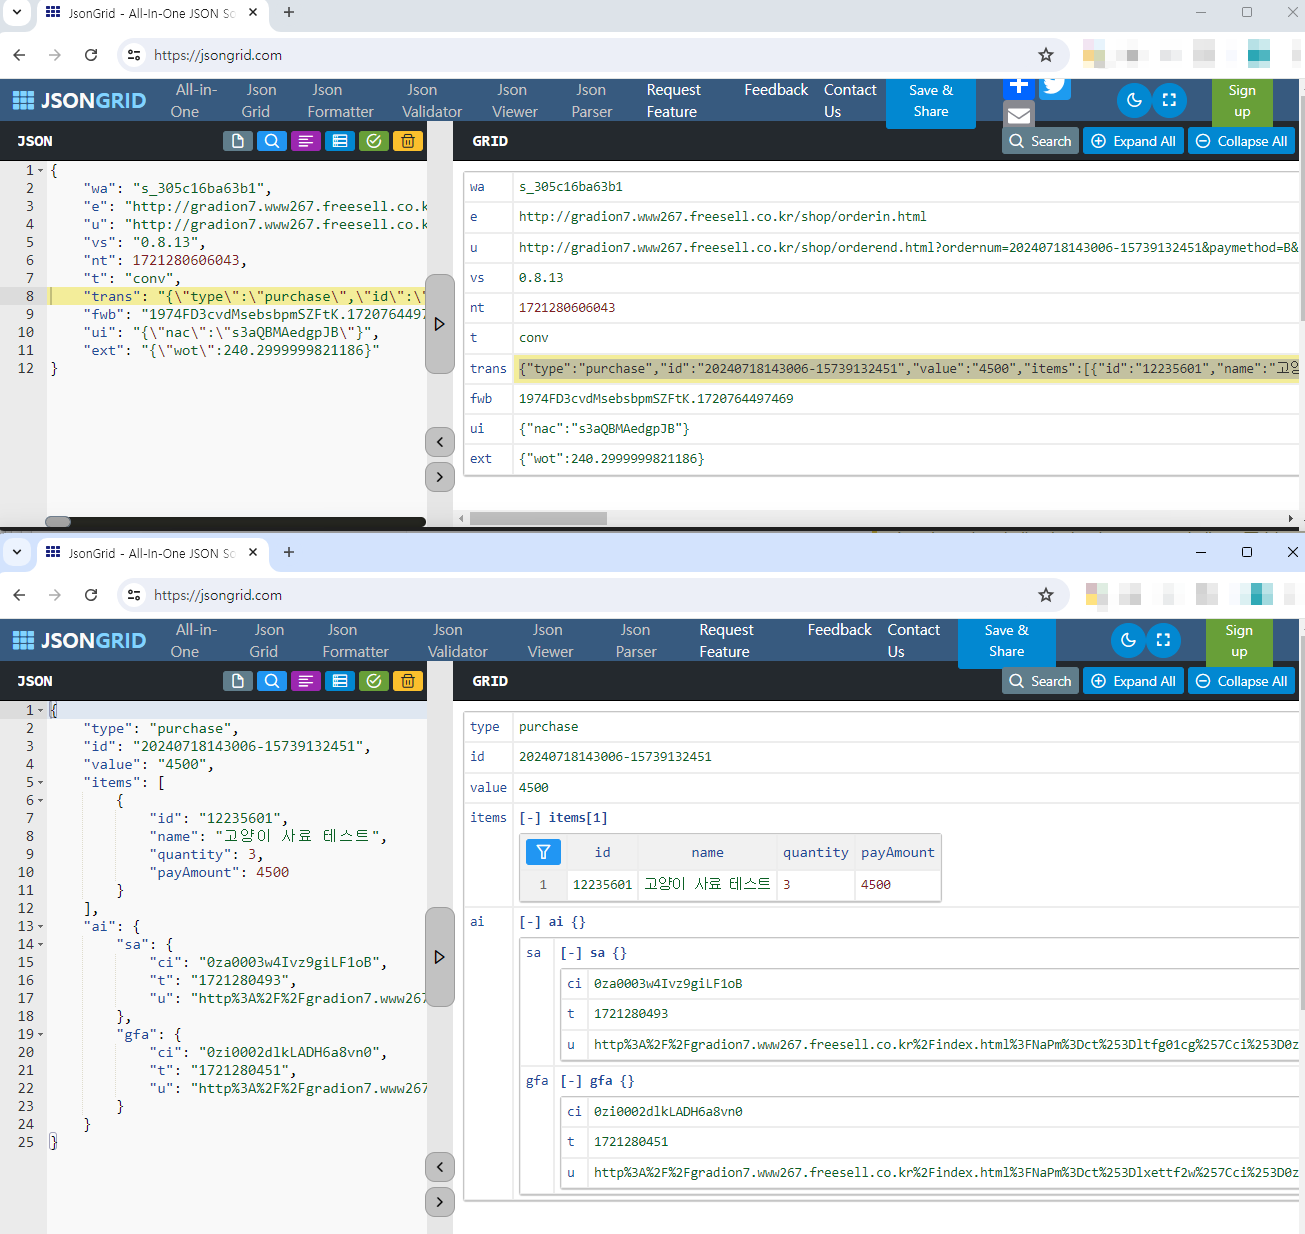 JsonGrid - All-In-One JSON So
https://jsongrid.com
JSONGRID
All-in-One
Json Grid
Json Formatter
Json Validator
Json Viewer
Json Parser
Request Feature
Feedback
Contact Us
Save & Share
Sign up
JSON
GRID
Search
Expand All
Collapse All
1 {
2 "wa": "s_305c16ba63b1",
3 "e": "http://gradion7.www267.freesell.co.k
4 "u": "http://gradion7.www267.freesell.co.k
5 "vs": "0.8.13",
6 "nt": 1721280606043,
7 "t": "conv",
8 "trans": "{\"type\":\"purchase\",\"id\":\"
9 "fwb": "1974FD3cvdMsebsbpmSZFtK.1720764497
10 "ui": "{\"nac\":\"s3aQBMAedgpJB\"}",
11 "ext": "{\"wot\":240.2999999821186}"
12 }
wa s_305c16ba63b1
e http://gradion7.www267.freesell.co.kr/shop/orderin.html
u http://gradion7.www267.freesell.co.kr/shop/orderend.html?ordernum=20240718143006-15739132451&paymethod=B&
vs 0.8.13
nt 1721280606043
t conv
trans {"type":"purchase","id":"20240718143006-15739132451","value":"4500","items":[{"id":"12235601","name":"고양
fwb 1974FD3cvdMsebsbpmSZFtK.1720764497469
ui {"nac":"s3aQBMAedgpJB"}
ext {"wot":240.2999999821186}
JsonGrid - All-In-One JSON So
https://jsongrid.com
JSONGRID
All-in-One
Json Grid
Json Formatter
Json Validator
Json Viewer
Json Parser
Request Feature
Feedback
Contact Us
Save & Share
Sign up
JSON
GRID
Search
Expand All
Collapse All
1 {
2 "type": "purchase",
3 "id": "20240718143006-15739132451",
4 "value": "4500",
5 "items": [
6 {
7 "id": "12235601",
8 "name": "고양이 사료 테스트",
9 "quantity": 3,
10 "payAmount": 4500
11 }
12 ],
13 "ai": {
14 "sa": {
15 "ci": "0za0003w4Ivz9giLF1oB",
16 "t": "1721280493",
17 "u": "http%3A%2F%2Fgradion7.www267
18 },
19 "gfa": {
20 "ci": "0zi0002dlkLADH6a8vn0",
21 "t": "1721280451",
22 "u": "http%3A%2F%2Fgradion7.www267
23 }
24 }
25 }
type purchase
id 20240718143006-15739132451
value 4500
items [-] items[1]
id name quantity payAmount
1 12235601 고양이 사료 테스트 3 4500
ai [-] ai {}
sa [-] sa {}
ci 0za0003w4Ivz9giLF1oB
t 1721280493
u http%3A%2F%2Fgradion7.www267.freesell.co.kr%2Findex.html%3FNaPm%3Dct%253Dltfg01cg%257Cci%253D0z
gfa [-] gfa {}
ci 0zi0002dlkLADH6a8vn0
t 1721280451
u http%3A%2F%2Fgradion7.www267.freesell.co.kr%2Findex.html%3FNaPm%3Dct%253Dlxettf2w%257Cci%253D0z